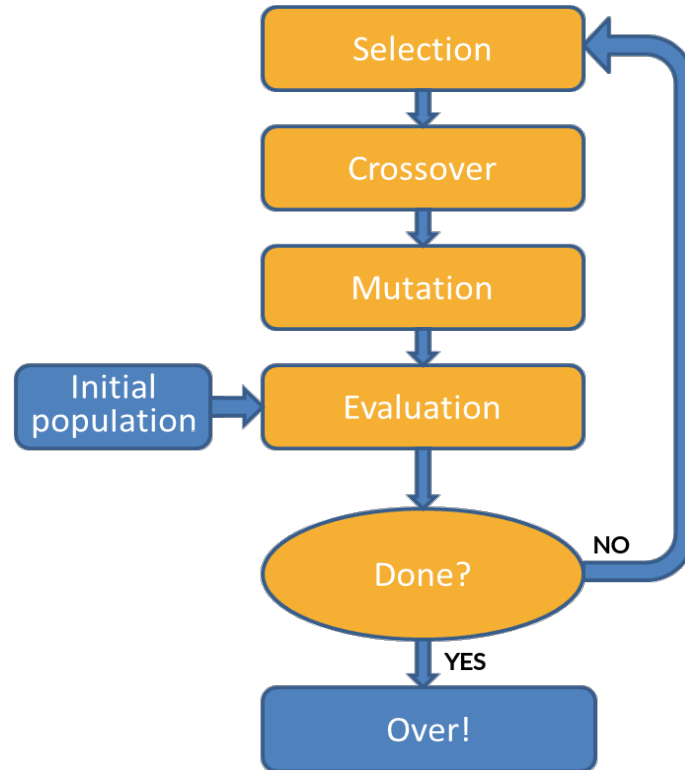 Selection
Crossover
Mutation
Initial
population
Evaluation
Done?
NO
YES
Over!